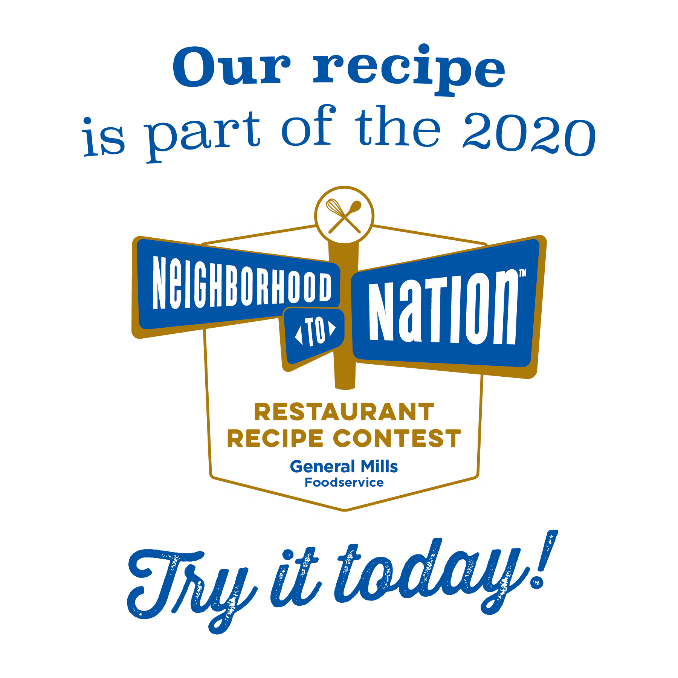 Our recipe
is part of the 2020
NEIGHBORHOOD
TO
NATION™
RESTAURANT
RECIPE CONTEST
General Mills
Foodservice
Try it today!